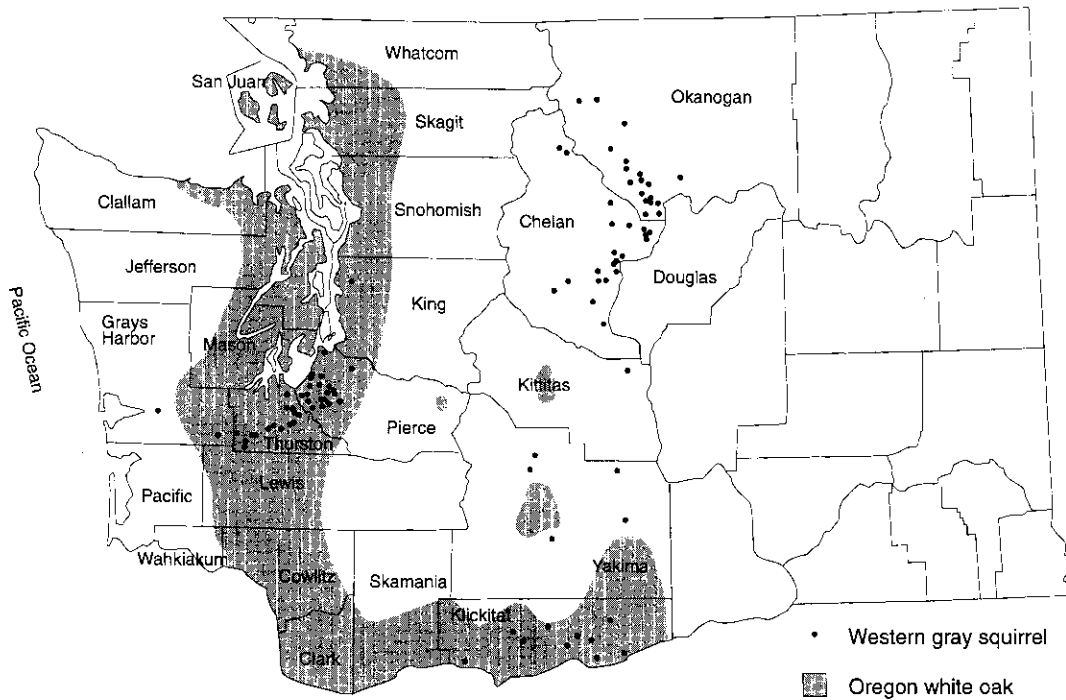 Whatcom
San Juan
Okanogan
Skagit
Clallam
Snohomish
Chelan
Jefferson
Douglas
Pacific Ocean
King
Grays
Harbor
Mason
Kittitas
Pierce
Thurston
Lewis
Pacific
Wahkiakum
Cowlitz
Skamania
Yakima
Klickitat
Clark
Western gray squirrel
Oregon white oak